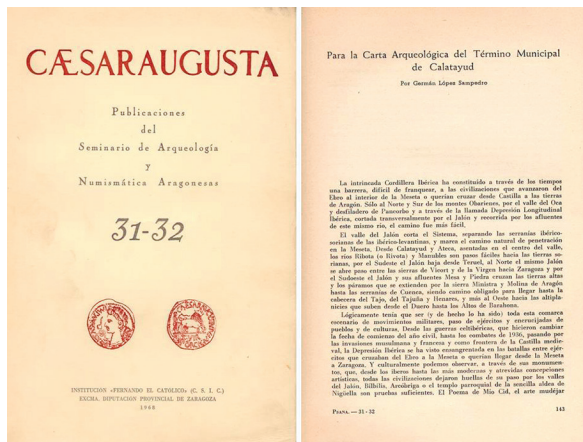 CÆSARAUGUSTA
Publicaciones
del
Seminario de Arqueología
y
Numismática Aragonesas
31-32
INSTITUCION «FERNANDO EL CATOLICO» (C. S. I. C.)
EXCMA. DIPUTACION PROVINCIAL DE ZARAGOZA
1968
Para la Carta Arqueológica del Término Municipal
de Calatayud
Por Germán López Sampedro
La intrincada Cordillera Ibérica ha constituido a través de los tiempos
una barrera, difícil de franquear, a las civilizaciones que avanzaron del
Ebro al interior de la Meseta o querían cruzar desde Castilla a las tierras
de Aragón. Sólo al Norte y Sur de los montes Obarienes, por el valle del Oca
y desfiladero de Pancorbo y a través de la llamada Depresión Longitudinal
Ibérica, cortada transversalmente por el Jalón y recorrida por los afluentes
de este mismo río, el camino fue más fácil.
El valle del Jalón corta el Sistema, separando las serranías ibérico-
sorianas de las ibérico-levantinas, y marca el camino natural de penetración
en la Meseta. Desde Calatayud y Ateca, asentadas en el centro del valle,
los ríos Ribota (o Rivota) y Manubles son pasos fáciles hacia las tierras so-
rianas, por el Sudeste el Jiloca baja desde Teruel, al Norte el mismo Jalón
se abre paso entre las sierras de Vicort y de la Virgen hacia Zaragoza y por
el Sudoeste el Jalón y sus afluentes Mesa y Piedra cruzan las tierras altas
y los páramos que se extienden por la sierra Ministra y Molina de Aragón
hasta las serranías de Cuenca, siendo camino obligado para llegar hasta la
cabecera del Tajo, del Tajuña y Henares, y más al Oeste hacia las altipla-
nicies que suben desde el Duero hasta los Altos de Barahona.
Lógicamente tenía que ser (y de hecho lo ha sido) toda esta comarca
escenario de movimientos militares, paso de ejércitos y encrucijadas de
pueblos y de culturas. Desde las guerras celtibéricas, que hicieron cambiar
la fecha de comienzo del año civil, hasta los combates de 1936, pasando por
las invasiones musulmana y francesa y como frontera de la Castilla medie-
val, la Depresión Ibérica se ha visto ensangrentada en las batallas entre ejér-
citos que cruzaban del Ebro a la Meseta o querían llegar desde la Meseta
a Zaragoza. Y culturalmente podemos observar, a través de sus monumen-
tos, que, desde los iberos hasta las más modernas y atrevidas concepciones
artísticas, todas las civilizaciones dejaron huellas de su paso por los valles
del Jalón. Bílbilis, Arcóbriga o el templo parroquial de la sencilla aldea de
Nigüella son pruebas suficientes. El Poema de Mio Cid, el arte mudéjar
PSANA. — 31-32
143